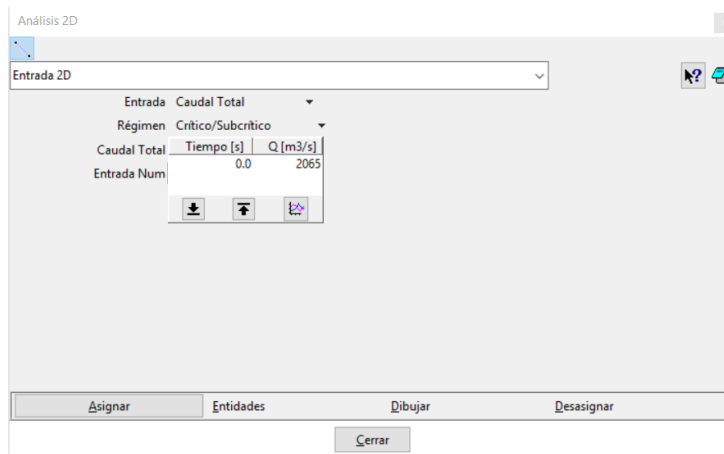 Análisis 2D
Entrada 2D
Entrada Caudal Total
Régimen Crítico/Subcrítico
Caudal Total Tiempo [s] Q [m3/s]
0.0 2065
Entrada Num
Asignar Entidades Dibujar Desasignar
Cerrar